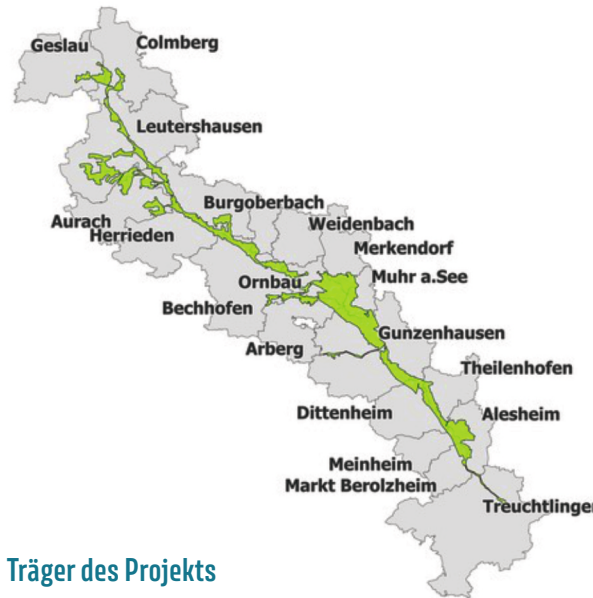 Geslau
Colmberg
Leutershausen
Burgoberbach
Aurach
Herrieden
Weidenbach
Merkendorf
Ornbau
Muhr a.See
Bechhofen
Gunzenhausen
Arberg
Theilenhofen
Dittenheim
Alesheim
Meinheim
Markt Berolzheim
Treuchtlinge
Träger des Projekts